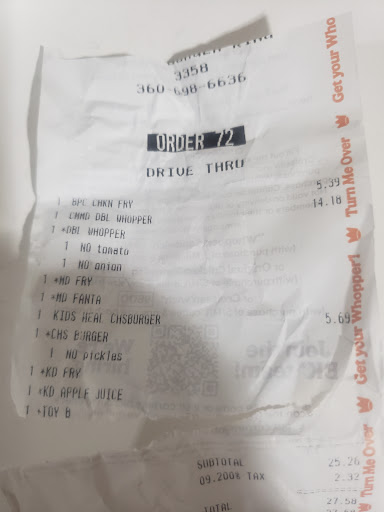 3358
360-698-6636
ORDER 72
DRIVE THRU
1 8PC CHKN FRY 5.39
1 CNMD DBL WHOPPER 14.18
1 *DBL WHOPPER
1 NO tomato
1 NO onion
1 *MD FRY
1 *MD FANTA
1 KIDS MEAL CHSBURGER 5.69
1 *CHS BURGER
1 NO pickles
1 *KD FRY
1 *KD APPLE JUICE
1 *TOY B
SUBTOTAL 25.26
09.200% TAX 2.32
TOTAL 27.58
Turn Me Over Get your Whopper! Turn Me Over Get your Who